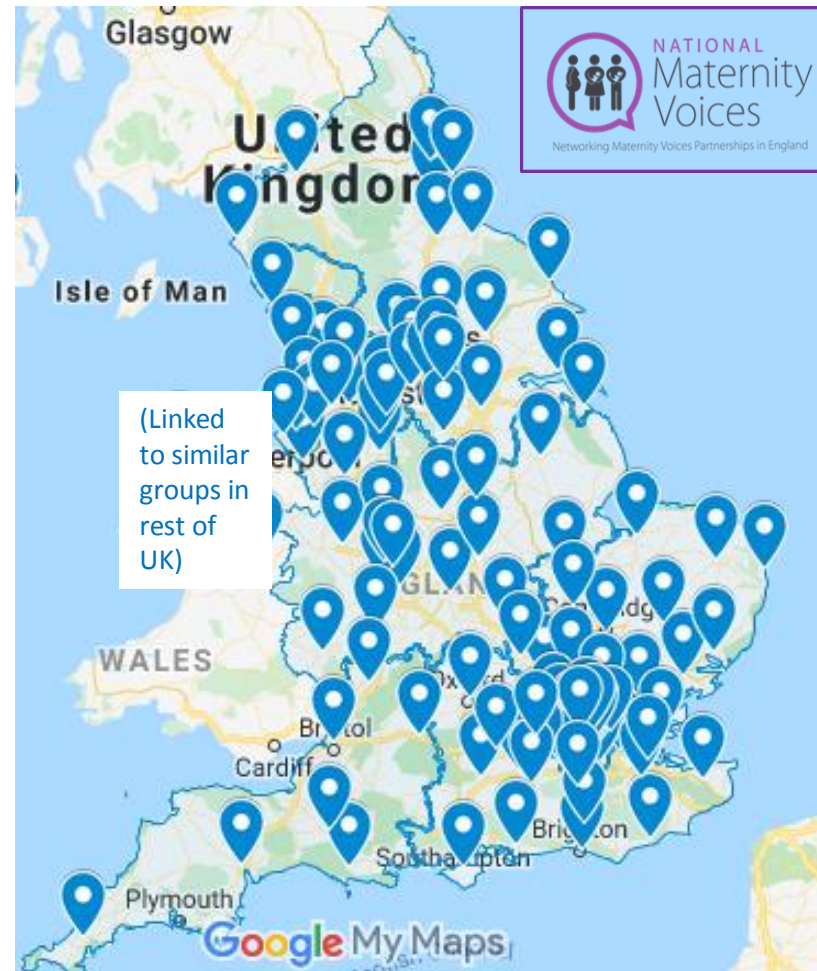 Glasgow
NATIONAL
Maternity
Voices
Networking Maternity Voices Partnerships in England
United
Kingdom
Isle of Man
(Linked
to similar
groups in
rest of
UK)
WALES
Bristol
Cardiff
Brighton
Southampton
Plymouth
Google My Maps